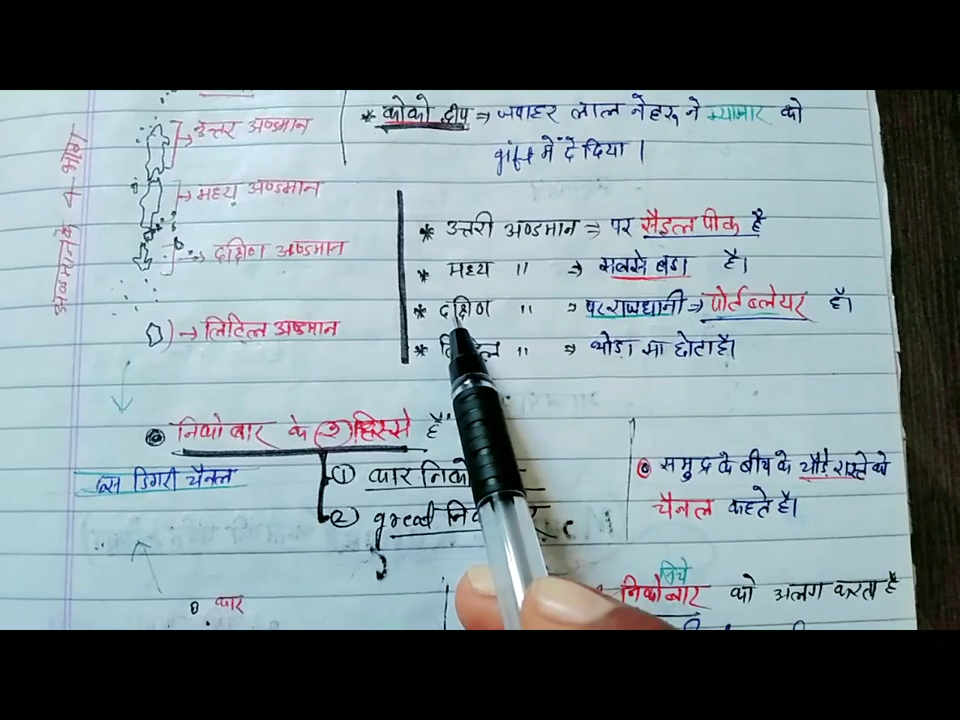 * कोको द्वीप ⇒ जवाहर लाल नेहरू ने म्यामार को
gift में दे दिया ।
→ उत्तर अण्डमान
→ मध्य अण्डमान
→ दक्षिण अण्डमान
→ लिटिल अण्डमान
अंडमान के 4 भाग
* उत्तरी अण्डमान ⇒ पर सैडल पीक है
* मध्य " ⇒ सबसे बडा है।
* दक्षिण " ⇒ पर राजधानी → पोर्ट ब्लेयर है।
* " ⇒ थोडा सा छोटा है।
निकोबार के (2) हिस्से है
दस डिगरी चैनल
① कार
② great
समुद्र के बीच के चौडे रास्ते को
चैनल कहते है।
कार
निचे
निकोबार को अलग करता है